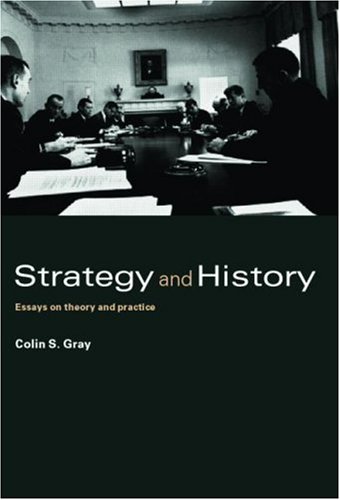 Strategy and History
Essays on theory and practice
Colin S. Gray